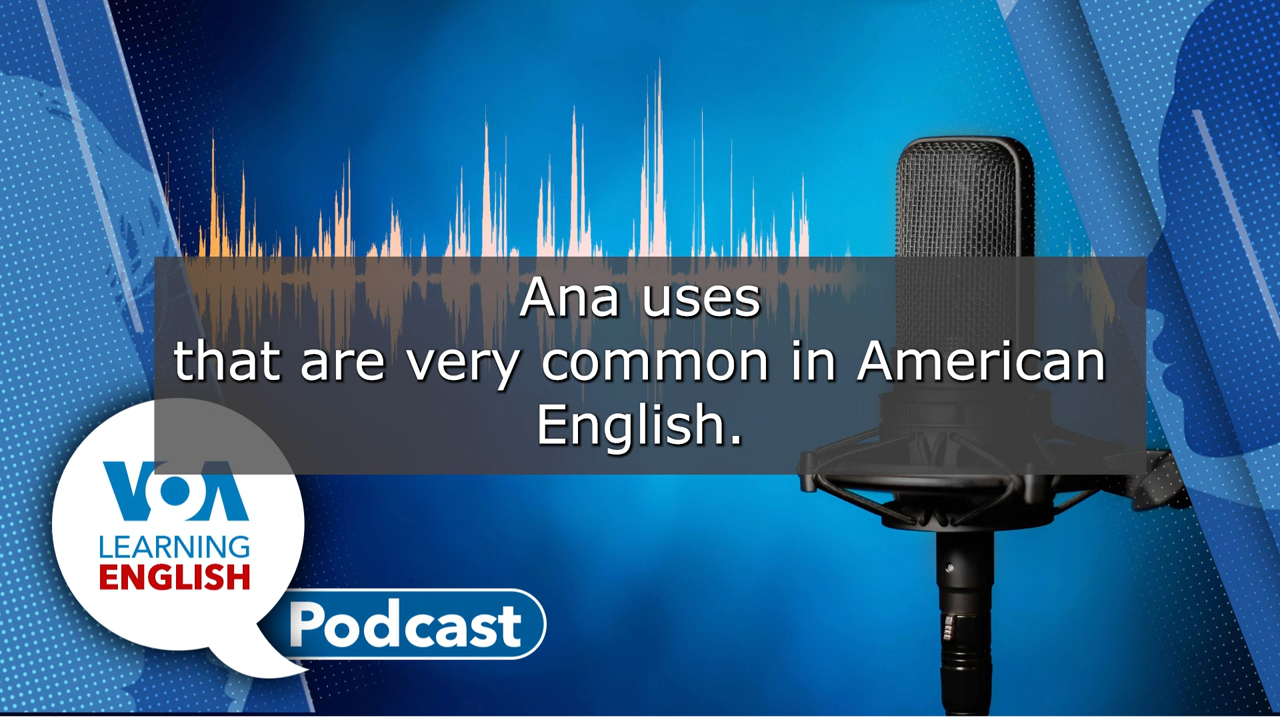 Ana uses
that are very common in American
English.
VOA
LEARNING
ENGLISH
Podcast